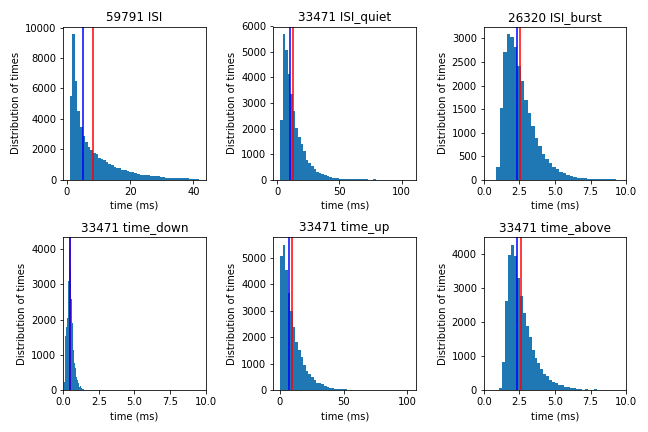 59791 ISI
Distribution of times
10000
8000
6000
4000
2000
0
0 20 40
time (ms)
33471 ISI_quiet
Distribution of times
6000
5000
4000
3000
2000
1000
0
0 50 100
time (ms)
26320 ISI_burst
Distribution of times
3000
2500
2000
1500
1000
500
0
0.0 2.5 5.0 7.5 10.0
time (ms)
33471 time_down
Distribution of times
4000
3000
2000
1000
0
0.0 2.5 5.0 7.5 10.0
time (ms)
33471 time_up
Distribution of times
5000
4000
3000
2000
1000
0
0 50 100
time (ms)
33471 time_above
Distribution of times
4000
3000
2000
1000
0
0.0 2.5 5.0 7.5 10.0
time (ms)